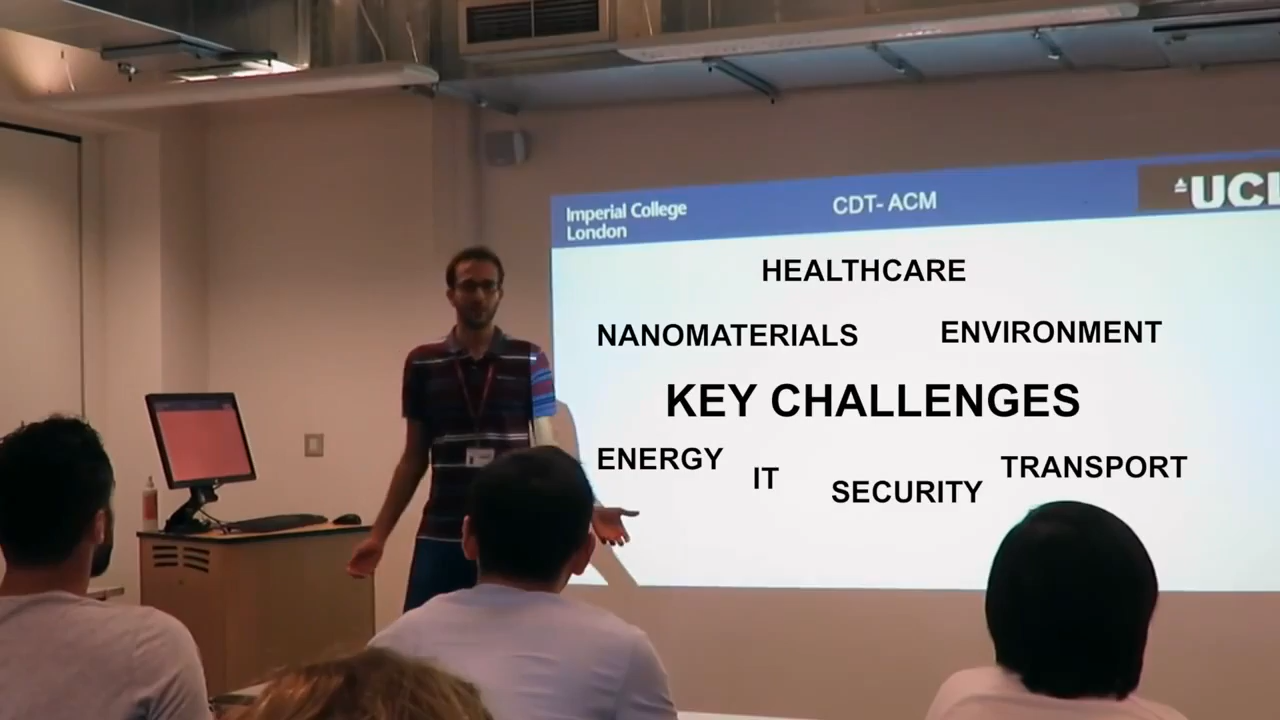 Imperial College
London
CDT- ACM
UCL
HEALTHCARE
NANOMATERIALS
ENVIRONMENT
KEY CHALLENGES
ENERGY
IT
SECURITY
TRANSPORT